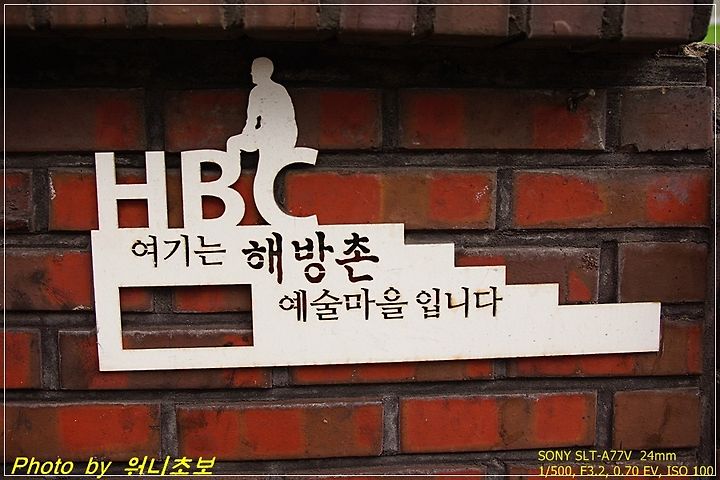 HBC
여기는 해방촌
예술마을입니다
Photo by 워니초보
SONY SLT-A77V 24mm
1/500, F3.2, 0.70 EV, ISO 100